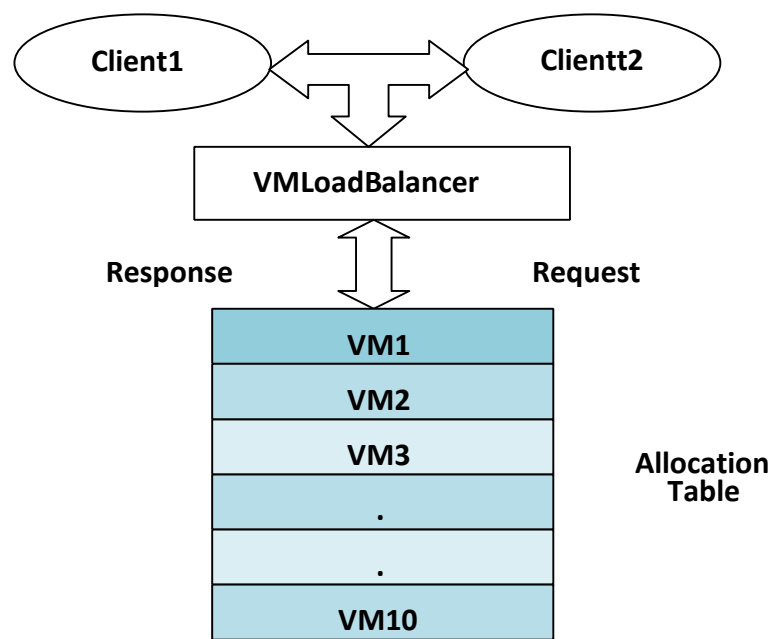 Client1
Clientt2
VMLoadBalancer
Response
Request
VM1
VM2
VM3
.
.
VM10
Allocation
Table